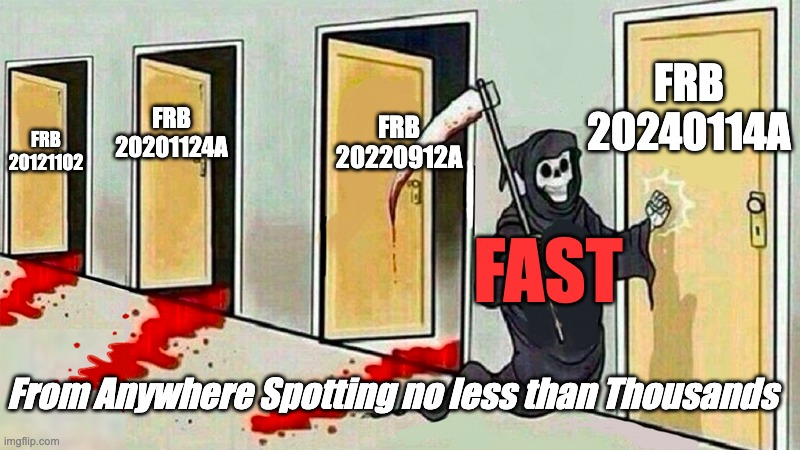 FRB
20121102
FRB
20201124A
FRB
20220912A
FRB
20240114A
FAST
From Anywhere Spotting no less than Thousands
imgflip.com